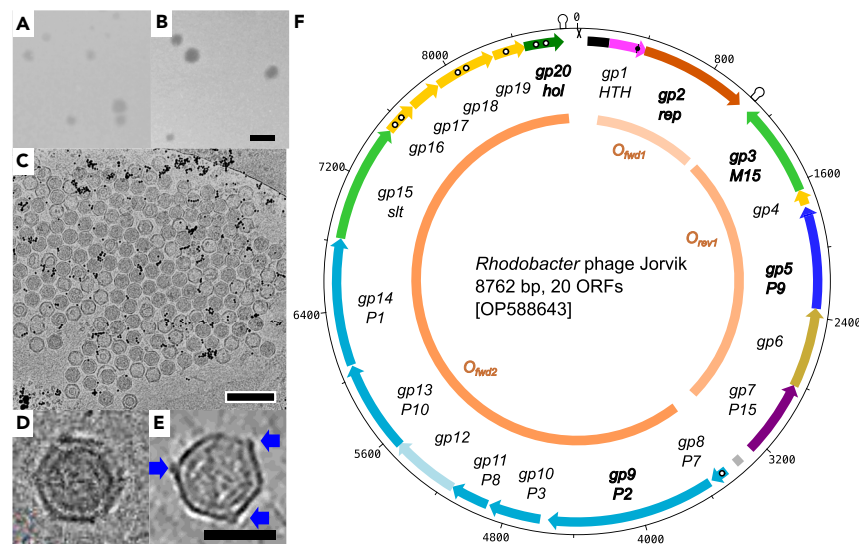 A
B
C
D
E
F
0
800
1600
2400
3200
4000
4800
5600
6400
7200
8000
gp1
HTH
gp2
rep
gp3
M15
gp4
gp5
P9
gp6
gp7
P15
gp8
P7
gp9
P2
gp10
P3
gp11
P8
gp12
gp13
P10
gp14
P1
gp15
slt
gp16
gp17
gp18
gp19
gp20
hol
Ofwd1
Orev1
Ofwd2
Rhodobacter phage Jorvik
8762 bp, 20 ORFs
[OP588643]